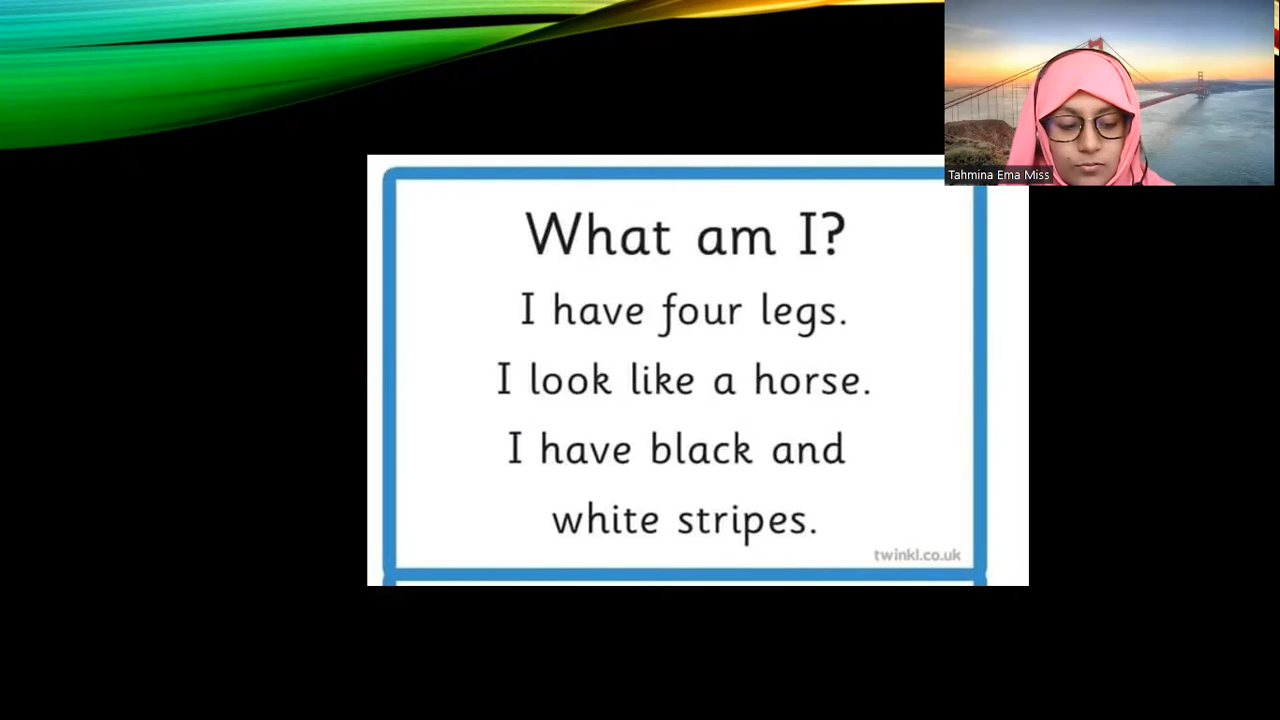 Tahmina Ema Miss
What am I?
I have four legs.
I look like a horse.
I have black and
white stripes.
twinkl.co.uk